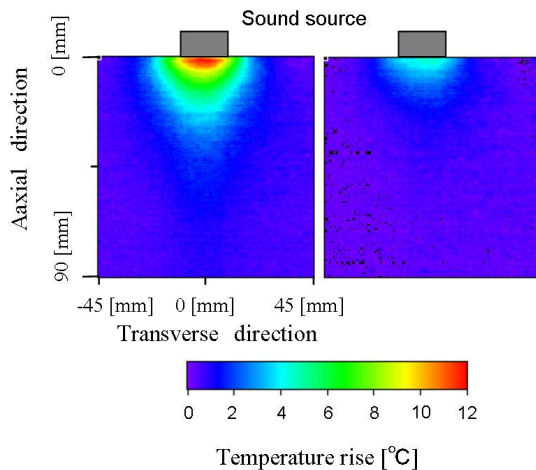 Sound source
0 [mm]
Aaxial direction
90 [mm]
-45 [mm] 0 [mm] 45 [mm]
Transverse direction
0 2 4 6 8 10 12
Temperature rise [℃]